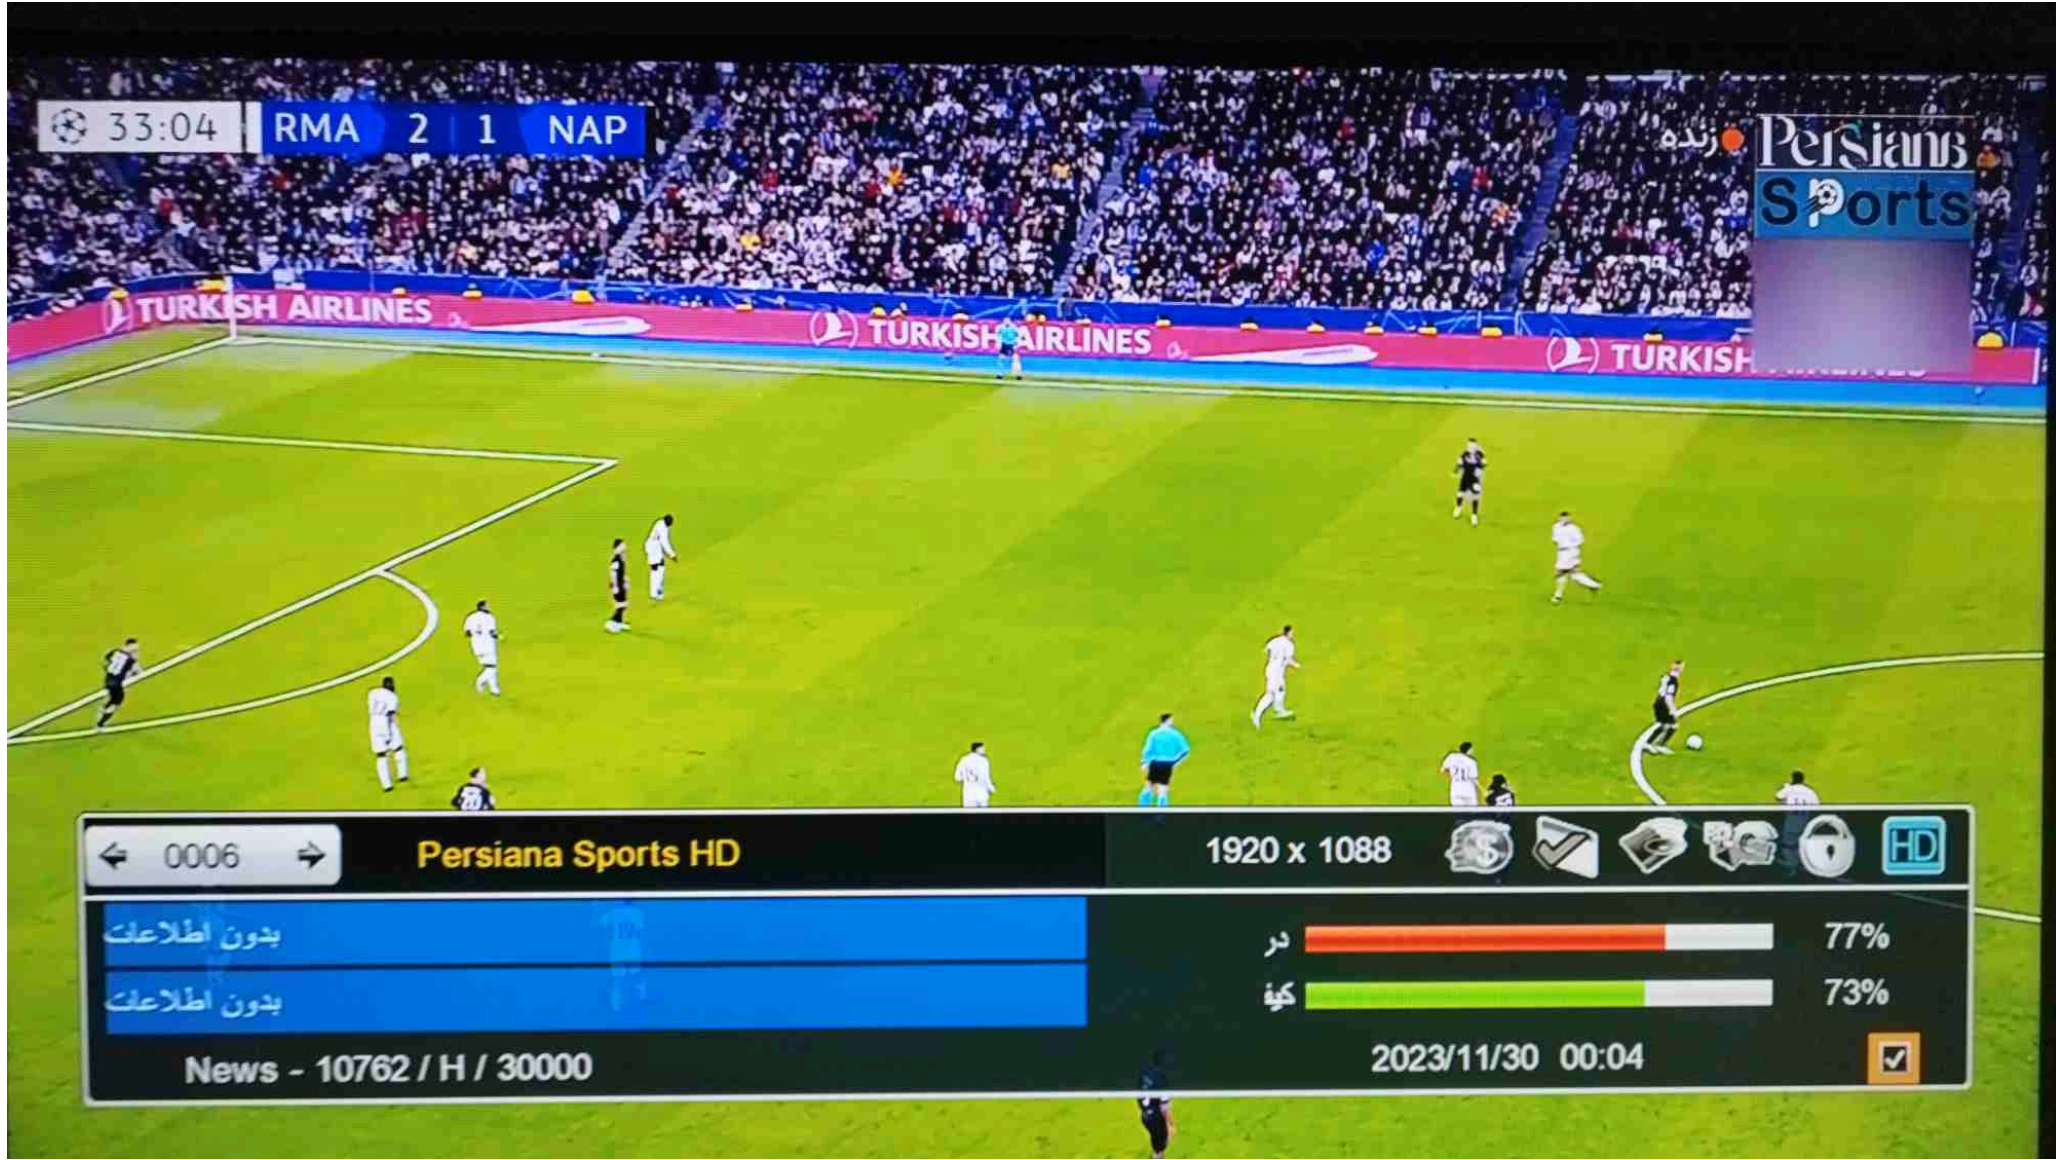 33:04 RMA 2 1 NAP
زنده
Persiana
Sports
TURKISH AIRLINES
TURKISH AIRLINES
TURKISH
0006 Persiana Sports HD 1920 x 1088 HD
بدون اطلاعات
در 77%
بدون اطلاعات
کیف 73%
News - 10762 / H / 30000
2023/11/30 00:04